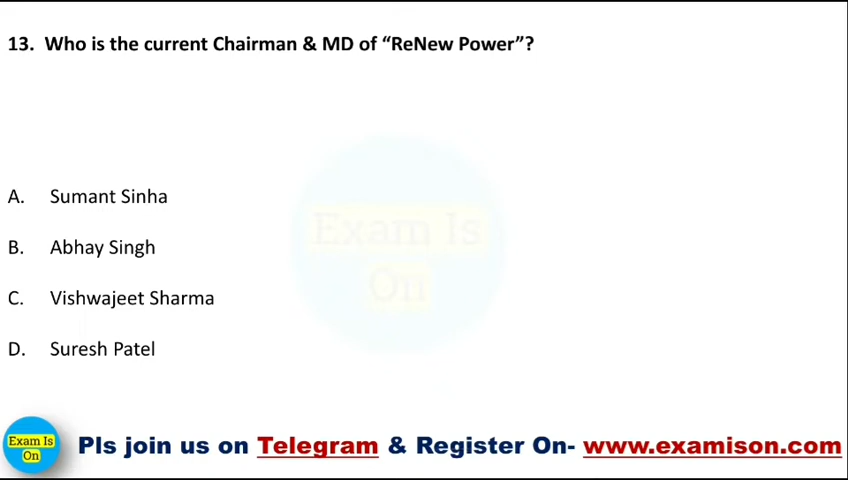 13. Who is the current Chairman & MD of “ReNew Power”?
Exam Is
On
A. Sumant Sinha
B. Abhay Singh
C. Vishwajeet Sharma
D. Suresh Patel
Exam Is
On
Pls join us on Telegram & Register On- www.examison.com